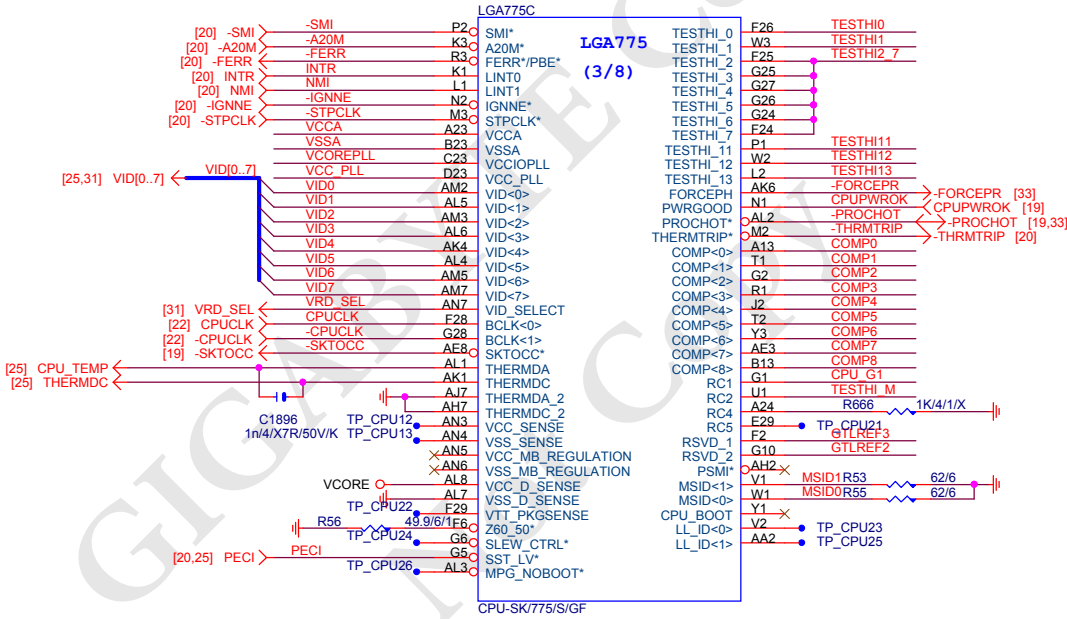 LGA775C
LGA775
(3/8)
[20] -SMI -SMI P2 SMI*
[20] -A20M -A20M K3 A20M*
[20] -FERR -FERR R3 FERR*/PBE*
[20] INTR INTR K1 LINT0
[20] NMI NMI L1 LINT1
[20] -IGNNE -IGNNE N2 IGNNE*
[20] -STPCLK -STPCLK M3 STPCLK*
VCCA A23 VCCA
VSSA B23 VSSA
VCOREPLL C23 VCCIOPLL
VCC_PLL D23 VCC_PLL
[25,31] VID[0..7] VID[0..7]
VID0 AM2 VID<0>
VID1 AL5 VID<1>
VID2 AM3 VID<2>
VID3 AL6 VID<3>
VID4 AK4 VID<4>
VID5 AL4 VID<5>
VID6 AM5 VID<6>
VID7 AM7 VID<7>
[31] VRD_SEL VRD_SEL AN7 VID_SELECT
[22] CPUCLK CPUCLK F28 BCLK<0>
[22] -CPUCLK -CPUCLK G28 BCLK<1>
[19] -SKTOCC -SKTOCC AE8 SKTOCC*
[25] CPU_TEMP AL1 THERMDA
[25] THERMDC AK1 THERMDC
AJ7 THERMDA_2
AH7 THERMDC_2
C1896
1n/4/X7R/50V/K
TP_CPU12 AN3 VCC_SENSE
TP_CPU13 AN4 VSS_SENSE
AN5 VCC_MB_REGULATION
AN6 VSS_MB_REGULATION
VCORE AL8 VCC_D_SENSE
AL7 VSS_D_SENSE
TP_CPU22 F29 VTT_PKGSENSE
R56 49.9/6/1 F6 Z60_50*
TP_CPU24 G6 SLEW_CTRL*
[20,25] PECI PECI G5 SST_LV*
TP_CPU26 AL3 MPG_NOBOOT*
TESTHI_0 F26 TESTHI0
TESTHI_1 W3 TESTHI1
TESTHI_2 F25 TESTHI2_7
TESTHI_3 G25
TESTHI_4 G27
TESTHI_5 G26
TESTHI_6 G24
TESTHI_7 F24
TESTHI_11 P1 TESTHI11
TESTHI_12 W2 TESTHI12
TESTHI_13 L2 TESTHI13
FORCEPH AK6 -FORCEPR -FORCEPR [33]
PWRGOOD N1 CPUPWROK CPUPWROK [19]
PROCHOT* AL2 -PROCHOT -PROCHOT [19,33]
THERMTRIP* M2 -THRMTRIP -THRMTRIP [20]
COMP<0> A13 COMP0
COMP<1> T1 COMP1
COMP<2> G2 COMP2
COMP<3> R1 COMP3
COMP<4> J2 COMP4
COMP<5> T2 COMP5
COMP<6> Y3 COMP6
COMP<7> AE3 COMP7
COMP<8> B13 COMP8
RC1 G1 CPU_G1
RC2 U1 TESTHI_M
RC4 A24 R666 1K/4/1/X
RC5 E29 TP_CPU21
RSVD_1 F2 GTLREF3
RSVD_2 G10 GTLREF2
PSMI* AH2
MSID<1> V1 MSID1 R53 62/6
MSID<0> W1 MSID0 R55 62/6
CPU_BOOT Y1
LL_ID<0> V2 TP_CPU23
LL_ID<1> AA2 TP_CPU25
CPU-SK/775/S/GF